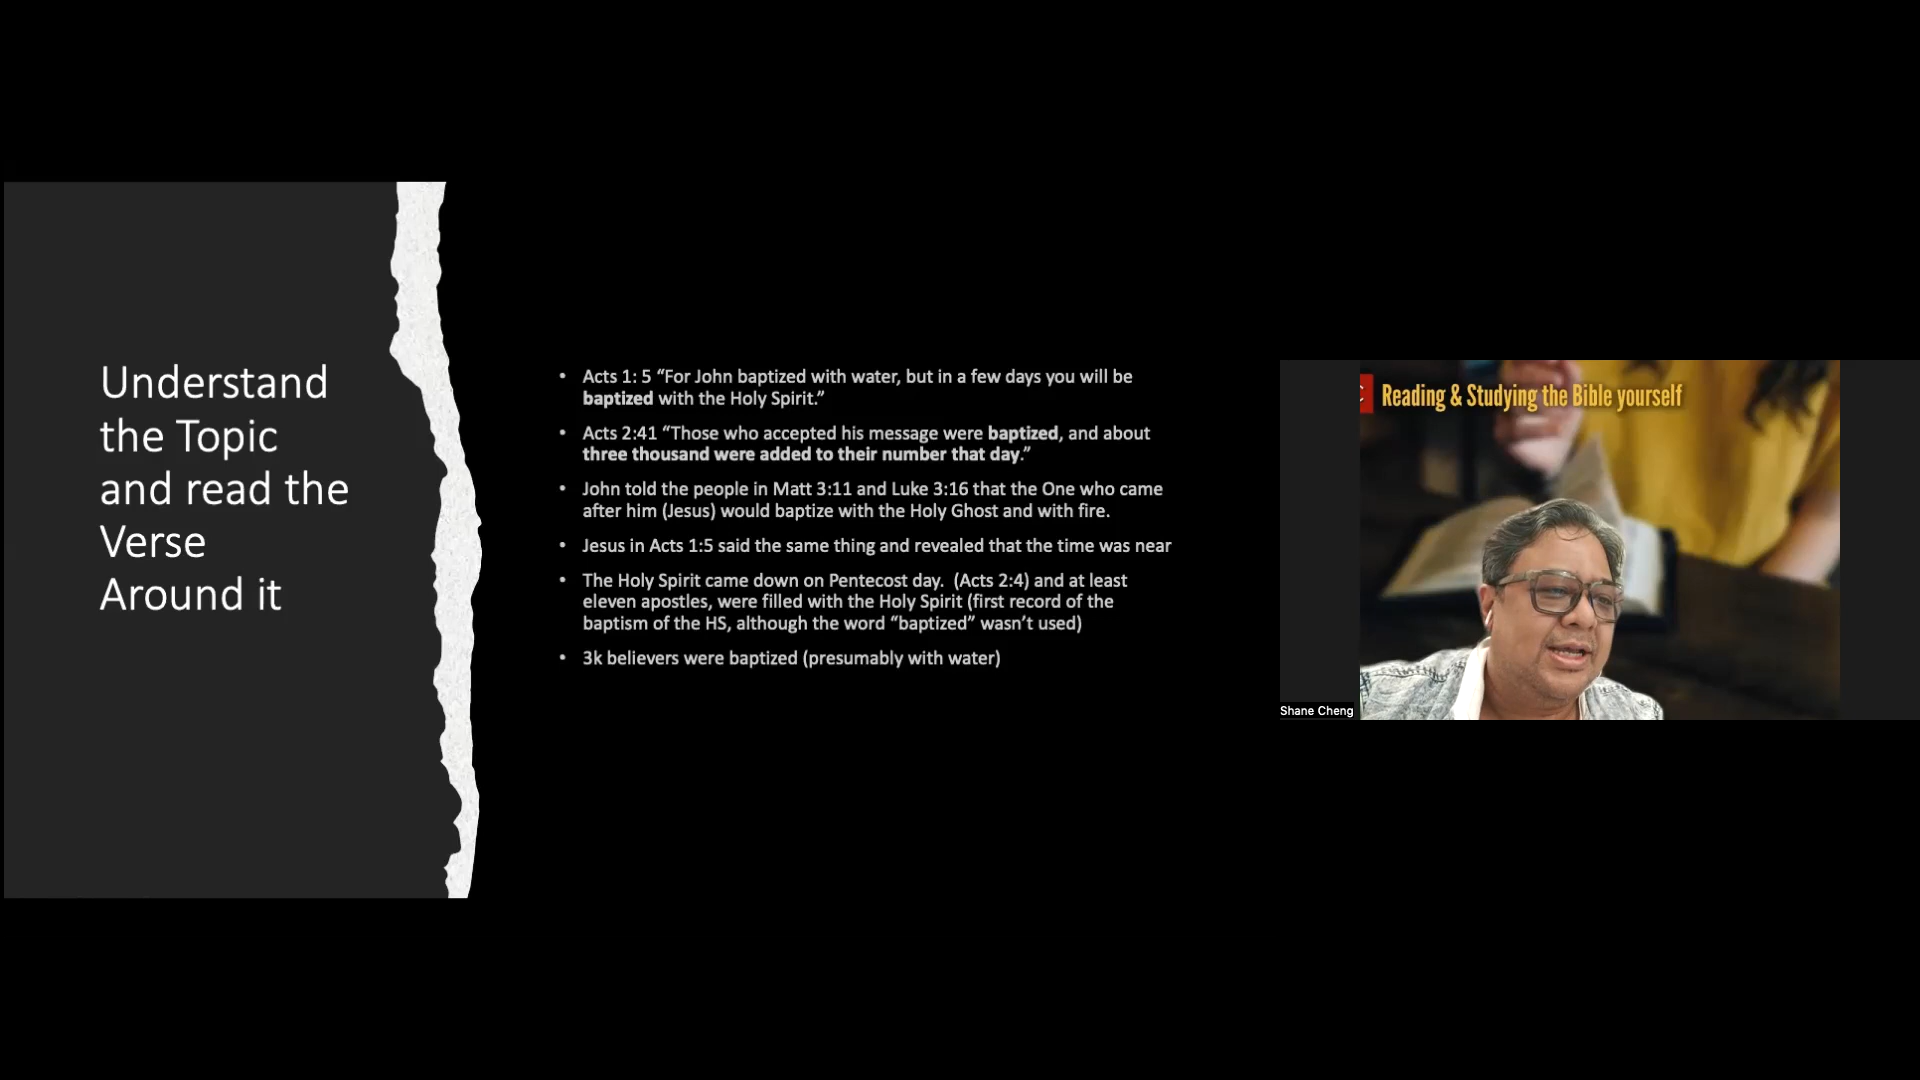 Understand
the Topic
and read the
Verse
Around it
• Acts 1: 5 “For John baptized with water, but in a few days you will be
baptized with the Holy Spirit.”
• Acts 2:41 “Those who accepted his message were baptized, and about
three thousand were added to their number that day.”
• John told the people in Matt 3:11 and Luke 3:16 that the One who came
after him (Jesus) would baptize with the Holy Ghost and with fire.
• Jesus in Acts 1:5 said the same thing and revealed that the time was near
• The Holy Spirit came down on Pentecost day.  (Acts 2:4) and at least
eleven apostles, were filled with the Holy Spirit (first record of the
baptism of the HS, although the word “baptized” wasn’t used)
• 3k believers were baptized (presumably with water)
Reading & Studying the Bible yourself
Shane Cheng